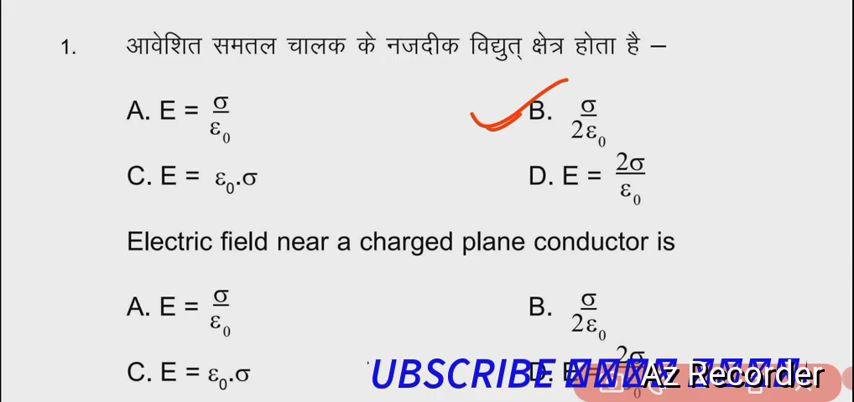 1. आवेशित समतल चालक के नजदीक विद्युत् क्षेत्र होता है –
A. E = σ/ε₀ B. σ/2ε₀
C. E = ε₀.σ D. E = 2σ/ε₀
Electric field near a charged plane conductor is
A. E = σ/ε₀ B. σ/2ε₀
C. E = ε₀.σ D. E = 2σ
UBSCRIBE
Az Recorder